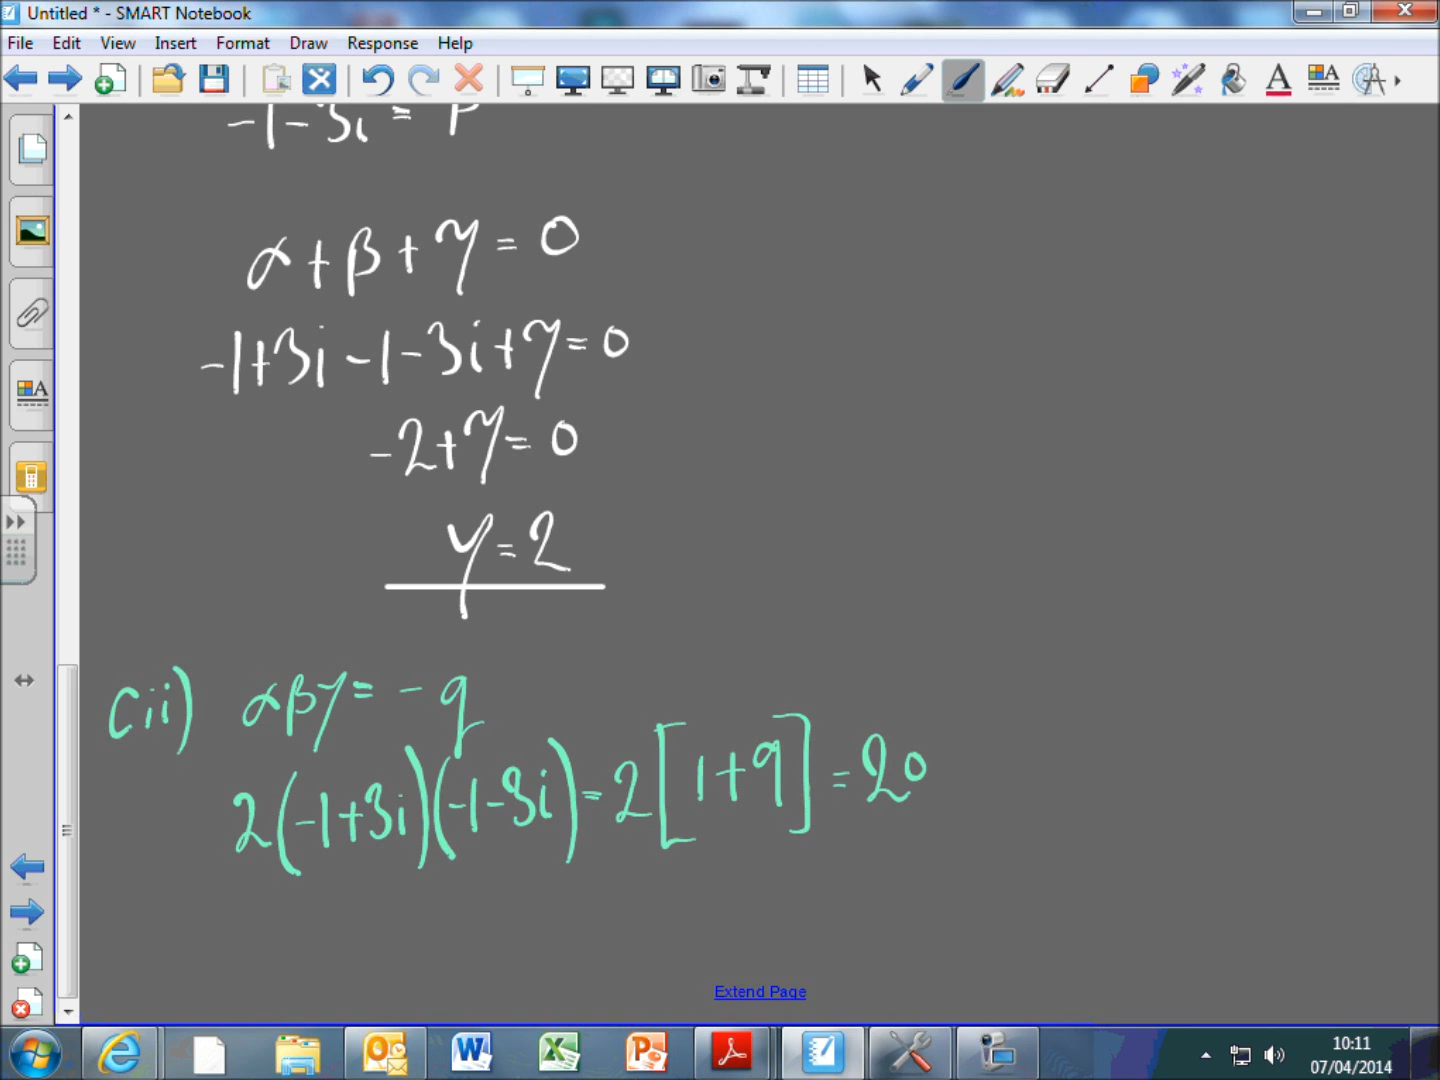 Untitled * - SMART Notebook
File Edit View Insert Format Draw Response Help
-1-3i = β
α+β+γ=0
-1+3i-1-3i+γ=0
-2+γ=0
γ=2
cii) αβγ=-q
2(-1+3i)(-1-3i)=2[1+9]=20
Extend Page
10:11
07/04/2014